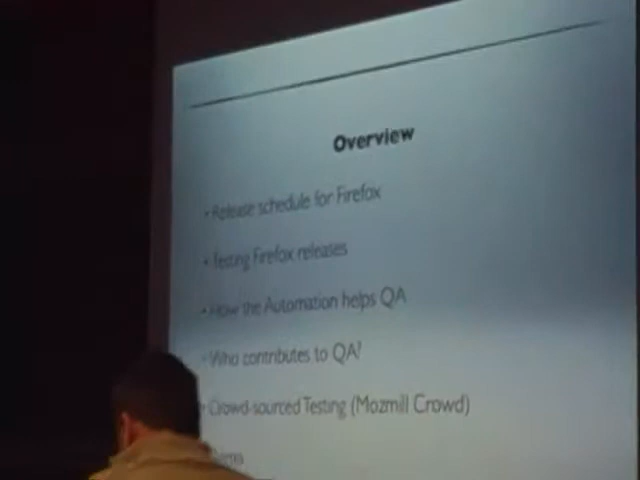 Overview
• Release schedule for Firefox
• Testing Firefox releases
• How the Automation helps QA
• Who contributes to QA?
• Crowd-sourced Testing (Mozmill Crowd)